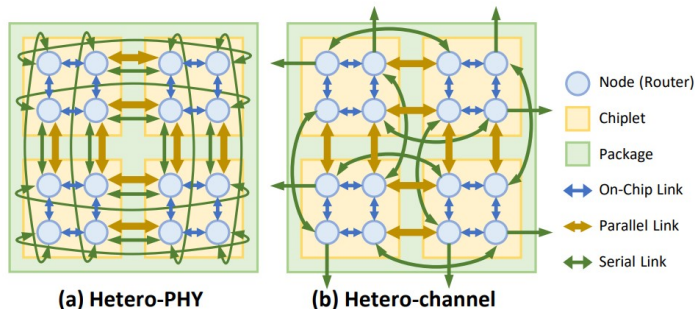 Node (Router)
Chiplet
Package
On-Chip Link
Parallel Link
Serial Link
(a) Hetero-PHY
(b) Hetero-channel